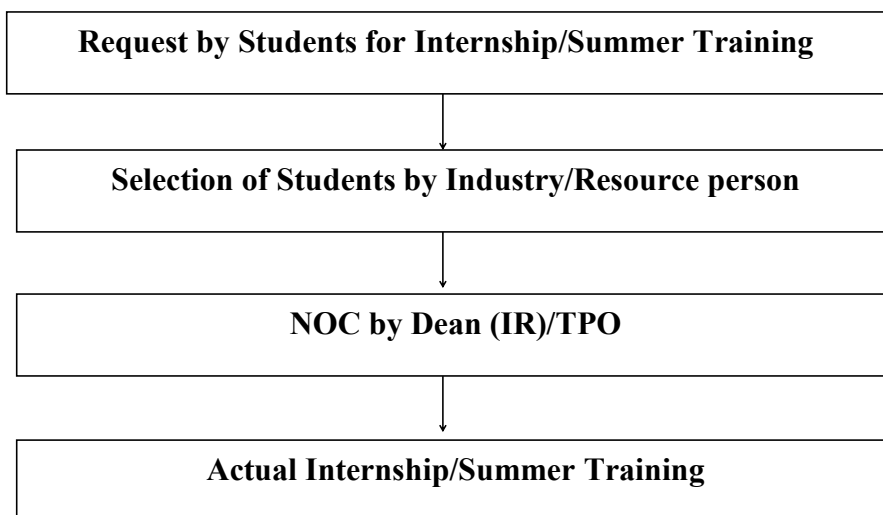 Request by Students for Internship/Summer Training
Selection of Students by Industry/Resource person
NOC by Dean (IR)/TPO
Actual Internship/Summer Training